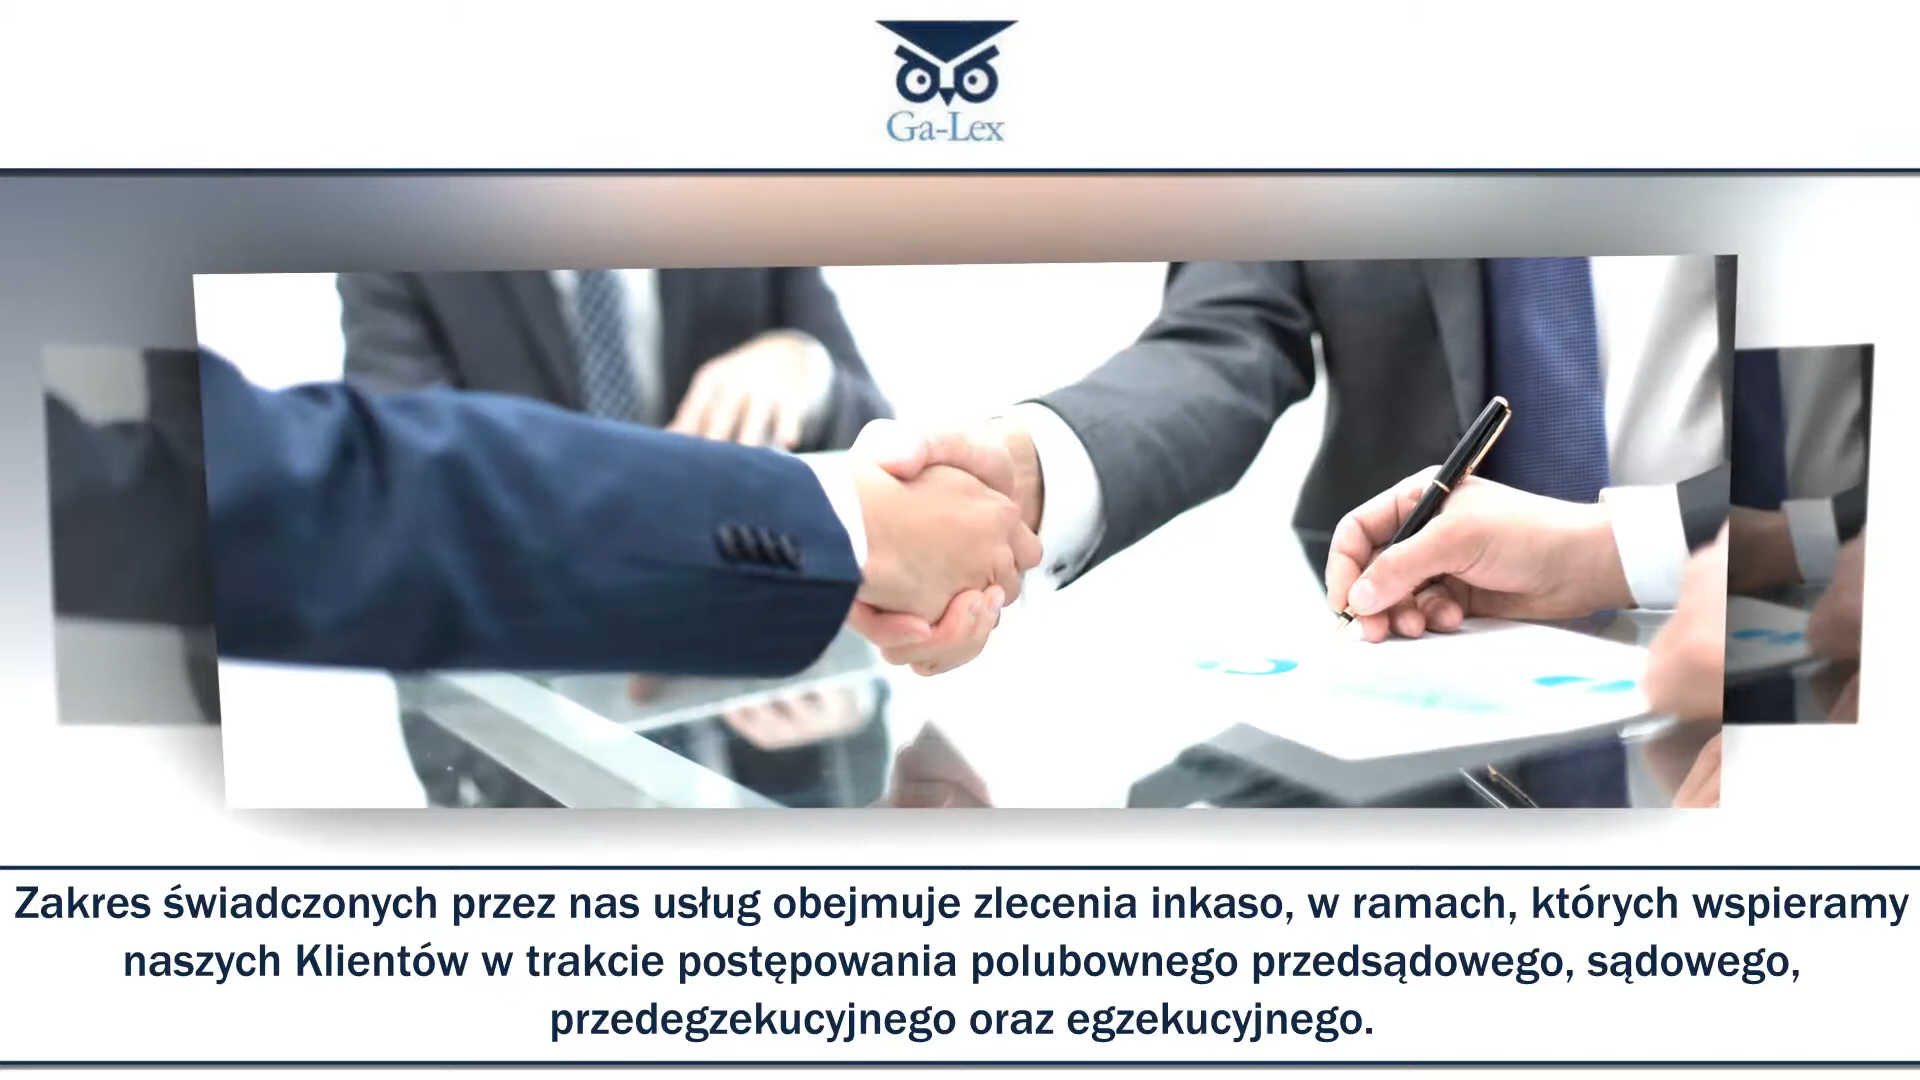 Ga-Lex
Zakres świadczonych przez nas usług obejmuje zlecenia inkaso, w ramach, których wspieramy
naszych Klientów w trakcie postępowania polubownego przedsądowego, sądowego,
przedegzekucyjnego oraz egzekucyjnego.